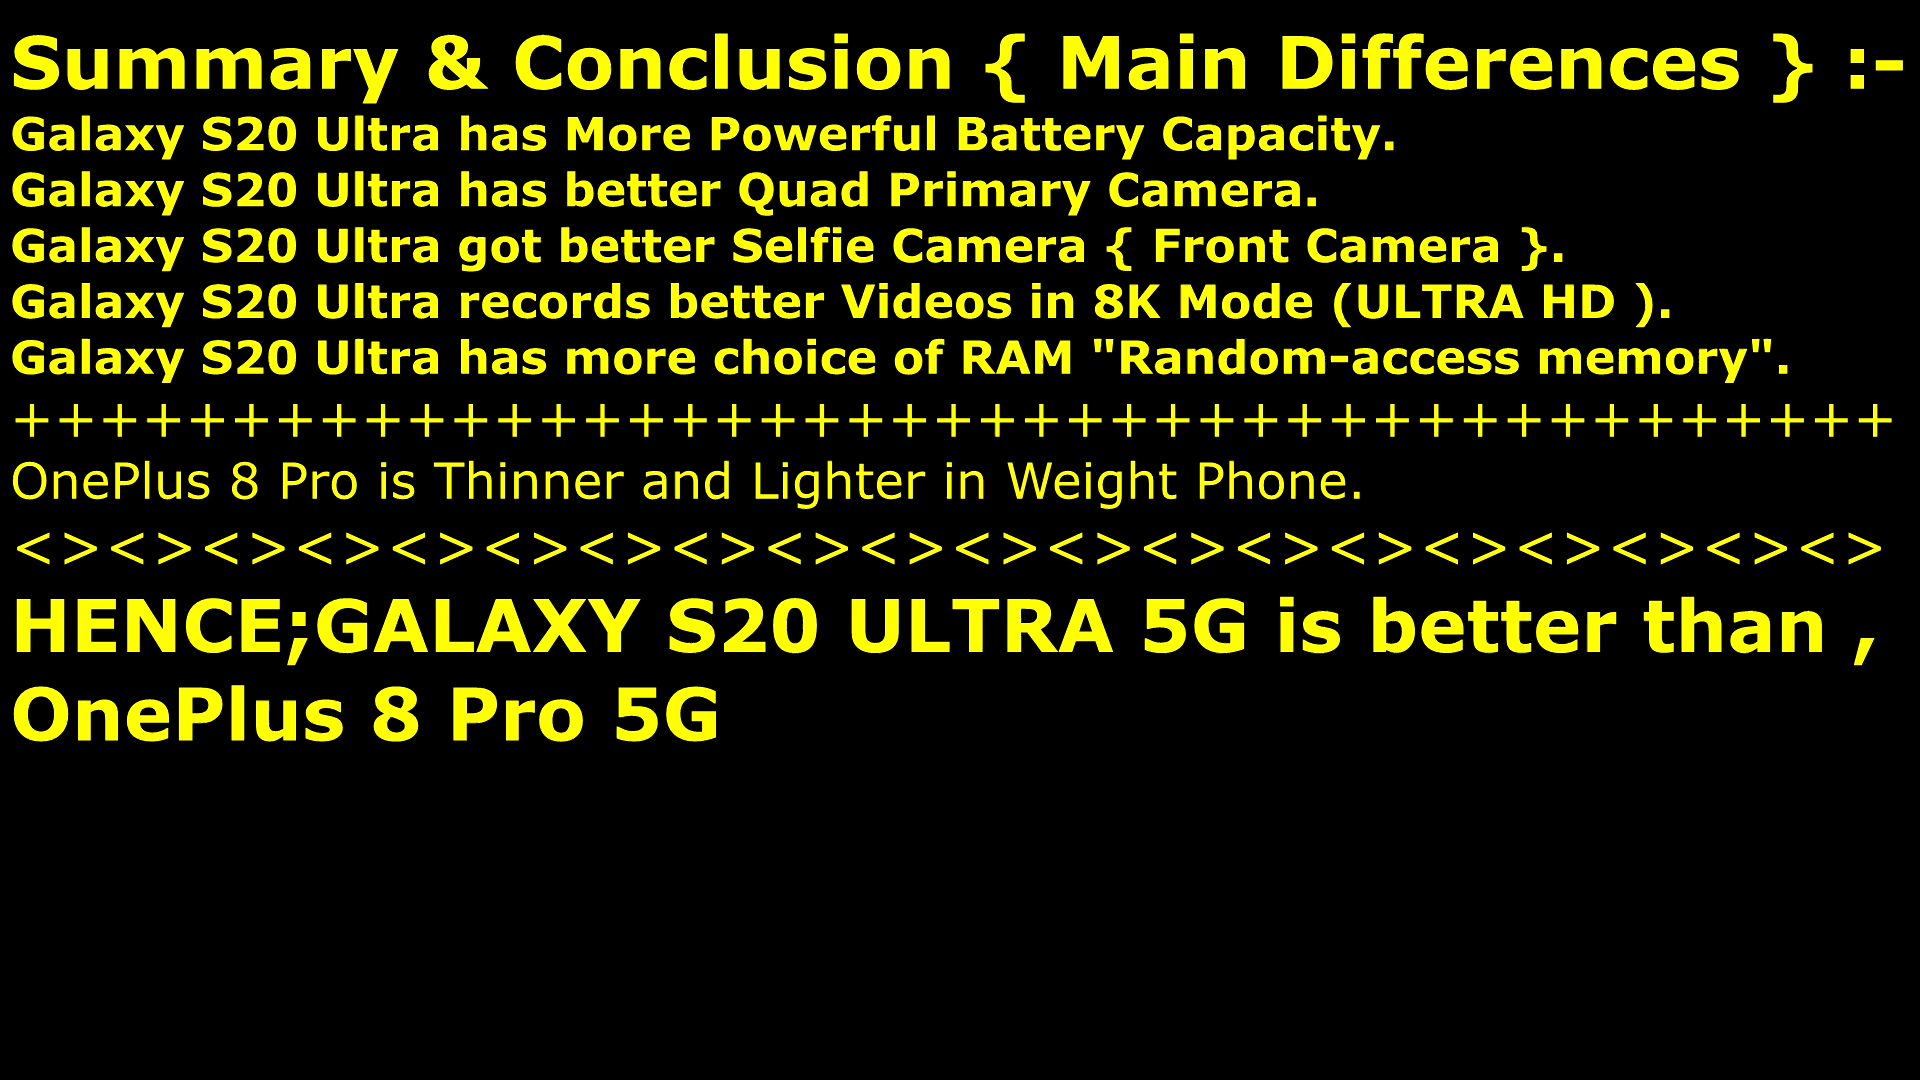 Summary & Conclusion { Main Differences } :-
Galaxy S20 Ultra has More Powerful Battery Capacity.
Galaxy S20 Ultra has better Quad Primary Camera.
Galaxy S20 Ultra got better Selfie Camera { Front Camera }.
Galaxy S20 Ultra records better Videos in 8K Mode (ULTRA HD ).
Galaxy S20 Ultra has more choice of RAM "Random-access memory".
+++++++++++++++++++++++++++++++++++++++++++
OnePlus 8 Pro is Thinner and Lighter in Weight Phone.
<><><><><><><><><><><><><><><><><><><><>
HENCE;GALAXY S20 ULTRA 5G is better than ,
OnePlus 8 Pro 5G